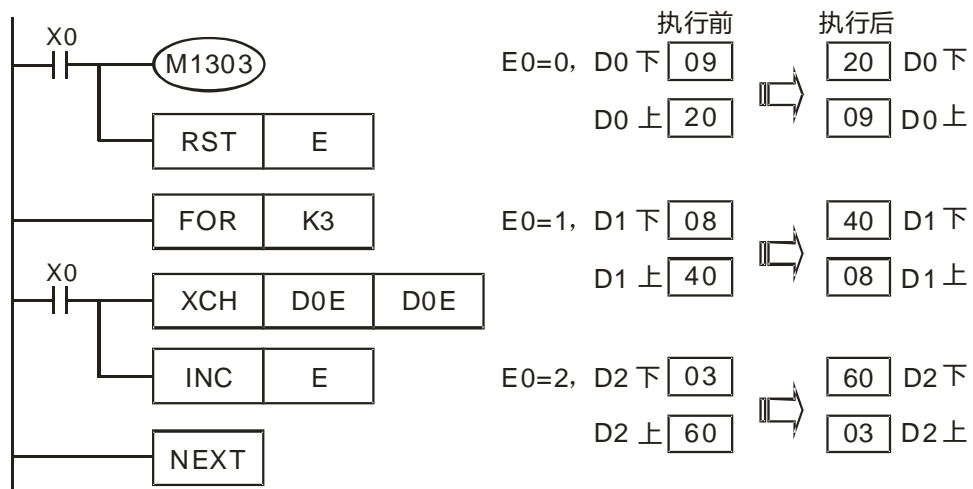 X0
M1303
RST E
FOR K3
X0
XCH D0E D0E
INC E
NEXT
执行前 执行后
E0=0, D0 下 09 20 D0 下
D0 上 20 09 D0 上
E0=1, D1 下 08 40 D1 下
D1 上 40 08 D1 上
E0=2, D2 下 03 60 D2 下
D2 上 60 03 D2 上